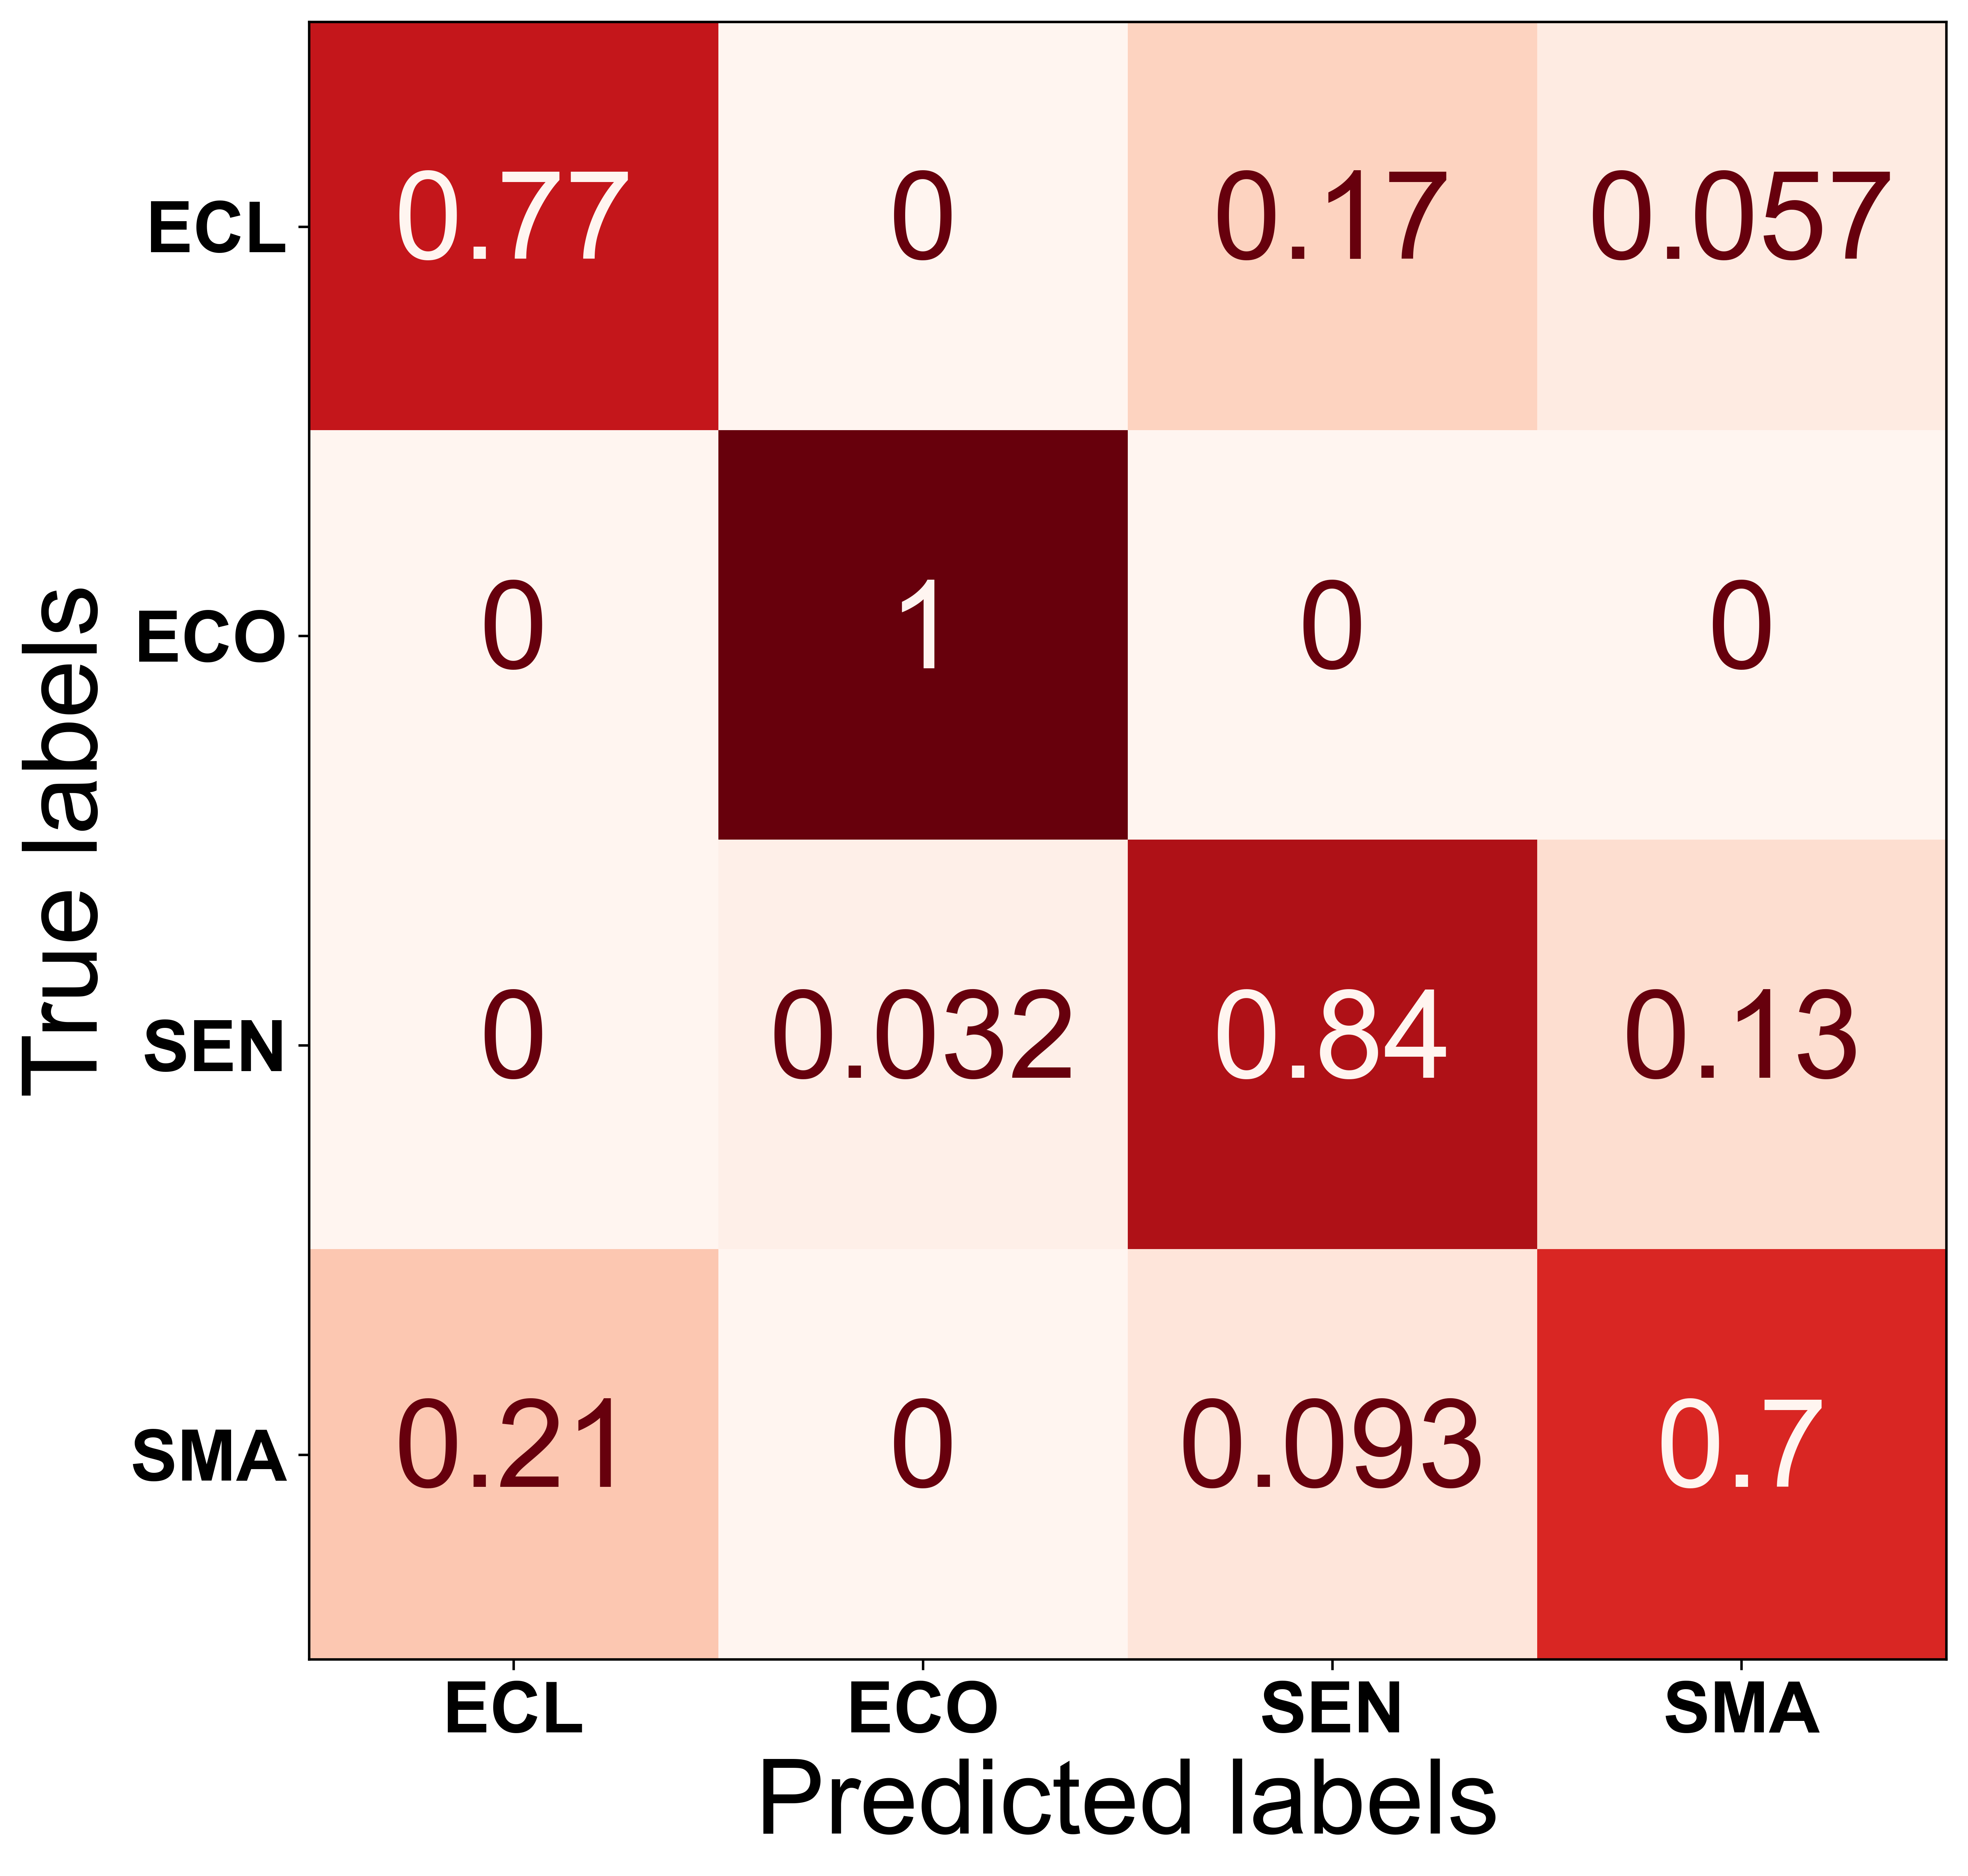 True labels
ECL 0.77 0 0.17 0.057
ECO 0 1 0 0
SEN 0 0.032 0.84 0.13
SMA 0.21 0 0.093 0.7
ECL ECO SEN SMA
Predicted labels